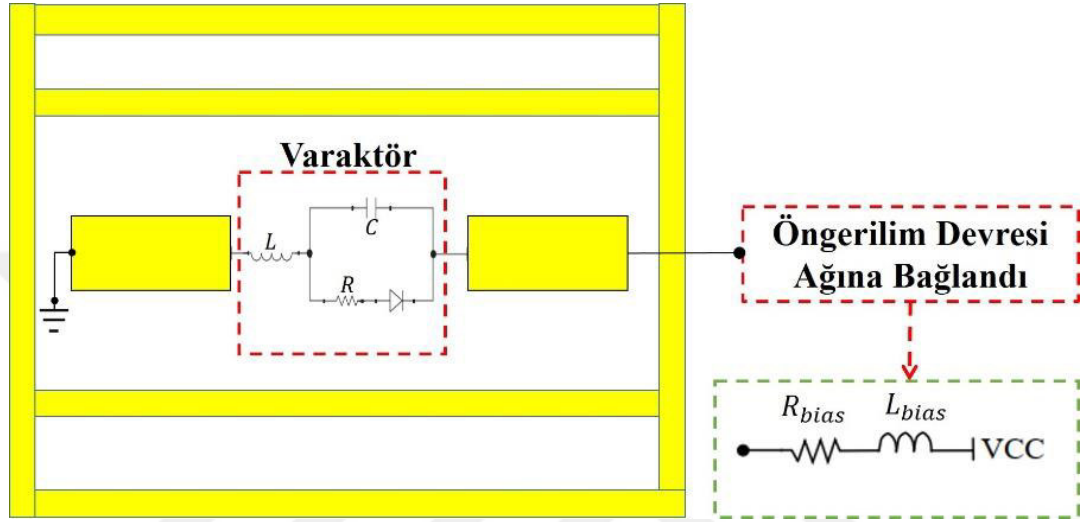 Varaktör
L
C
R
Öngerilim Devresi
Ağına Bağlandı
R_bias L_bias
VCC